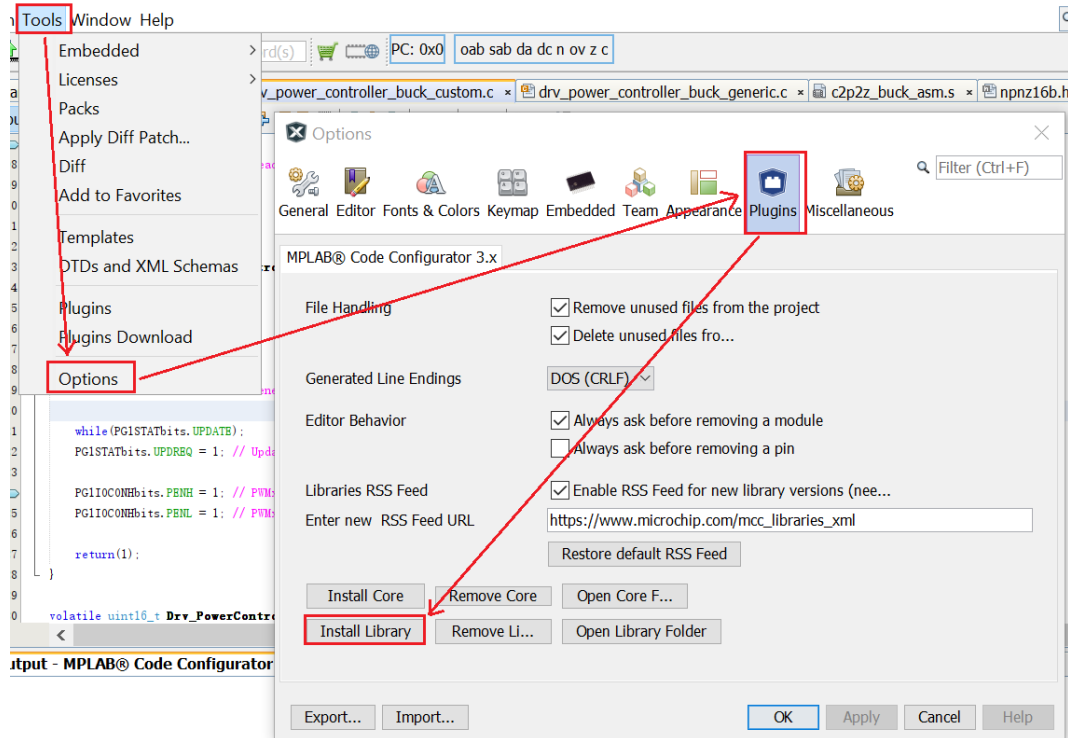 Tools Window Help
Embedded
Licenses
Packs
Apply Diff Patch...
Diff
Add to Favorites
Templates
DTDs and XML Schemas
Plugins
Plugins Download
Options
PC: 0x0
oab sab da dc n ov z c
v_power_controller_buck_custom.c × drv_power_controller_buck_generic.c × c2p2z_buck_asm.s × npnz16b.h
Options
Filter (Ctrl+F)
General Editor Fonts & Colors Keymap Embedded Team Appearance Plugins Miscellaneous
MPLAB® Code Configurator 3.x
File Handling
Remove unused files from the project
Delete unused files fro...
Generated Line Endings
DOS (CRLF)
Editor Behavior
Always ask before removing a module
Always ask before removing a pin
Libraries RSS Feed
Enable RSS Feed for new library versions (nee...
Enter new RSS Feed URL
https://www.microchip.com/mcc_libraries_xml
Restore default RSS Feed
Install Core Remove Core Open Core F...
Install Library Remove Li... Open Library Folder
Export... Import... OK Apply Cancel Help
while(PG1STATbits.UPDATE);
PG1STATbits.UPDREQ = 1; // Upda
PG1IOCONHbits.PENH = 1; // PWM
PG1IOCONHbits.PENL = 1; // PWM
return(1);
}
volatile uint16_t Drv_PowerContr
utput - MPLAB® Code Configurator